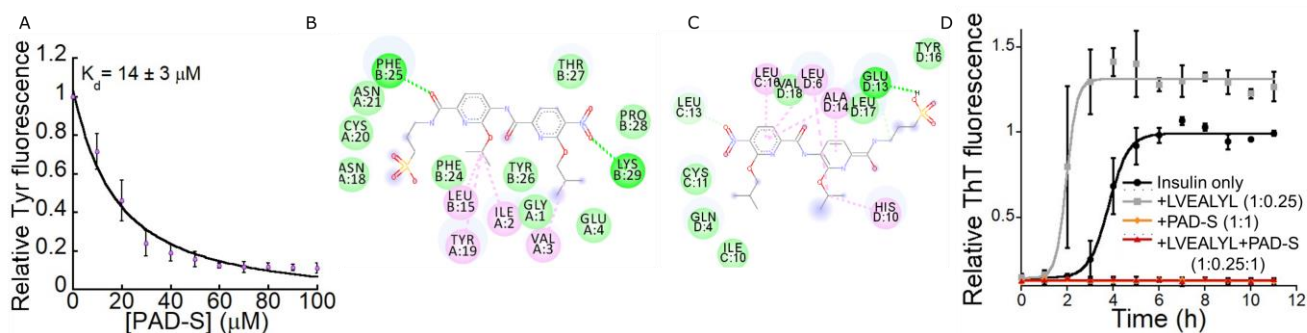 A
Relative Tyr fluorescence
1.2
1
0.8
0.6
0.4
0.2
0
0
20
40
60
80
100
[PAD-S] (μM)
Kd= 14 ± 3 μM
B
PHE
B:25
ASN
A:21
CYS
A:20
ASN
A:18
PHE
B:24
LEU
B:15
TYR
A:19
ILE
A:2
TYR
B:26
GLY
A:1
VAL
A:3
GLU
A:4
THR
B:27
PRO
B:28
LYS
B:29
C
LEU
C:13
CYS
C:11
GLN
D:4
ILE
C:10
LEU
C:16
VAL
D:18
LEU
D:6
ALA
D:14
LEU
D:17
GLU
D:13
TYR
D:16
HIS
D:10
D
Relative ThT fluorescence
1.5
1.0
0.5
0
2
4
6
8
10
12
Time (h)
Insulin only
+LVEALYL (1:0.25)
+PAD-S (1:1)
+LVEALYL+PAD-S
(1:0.25:1)